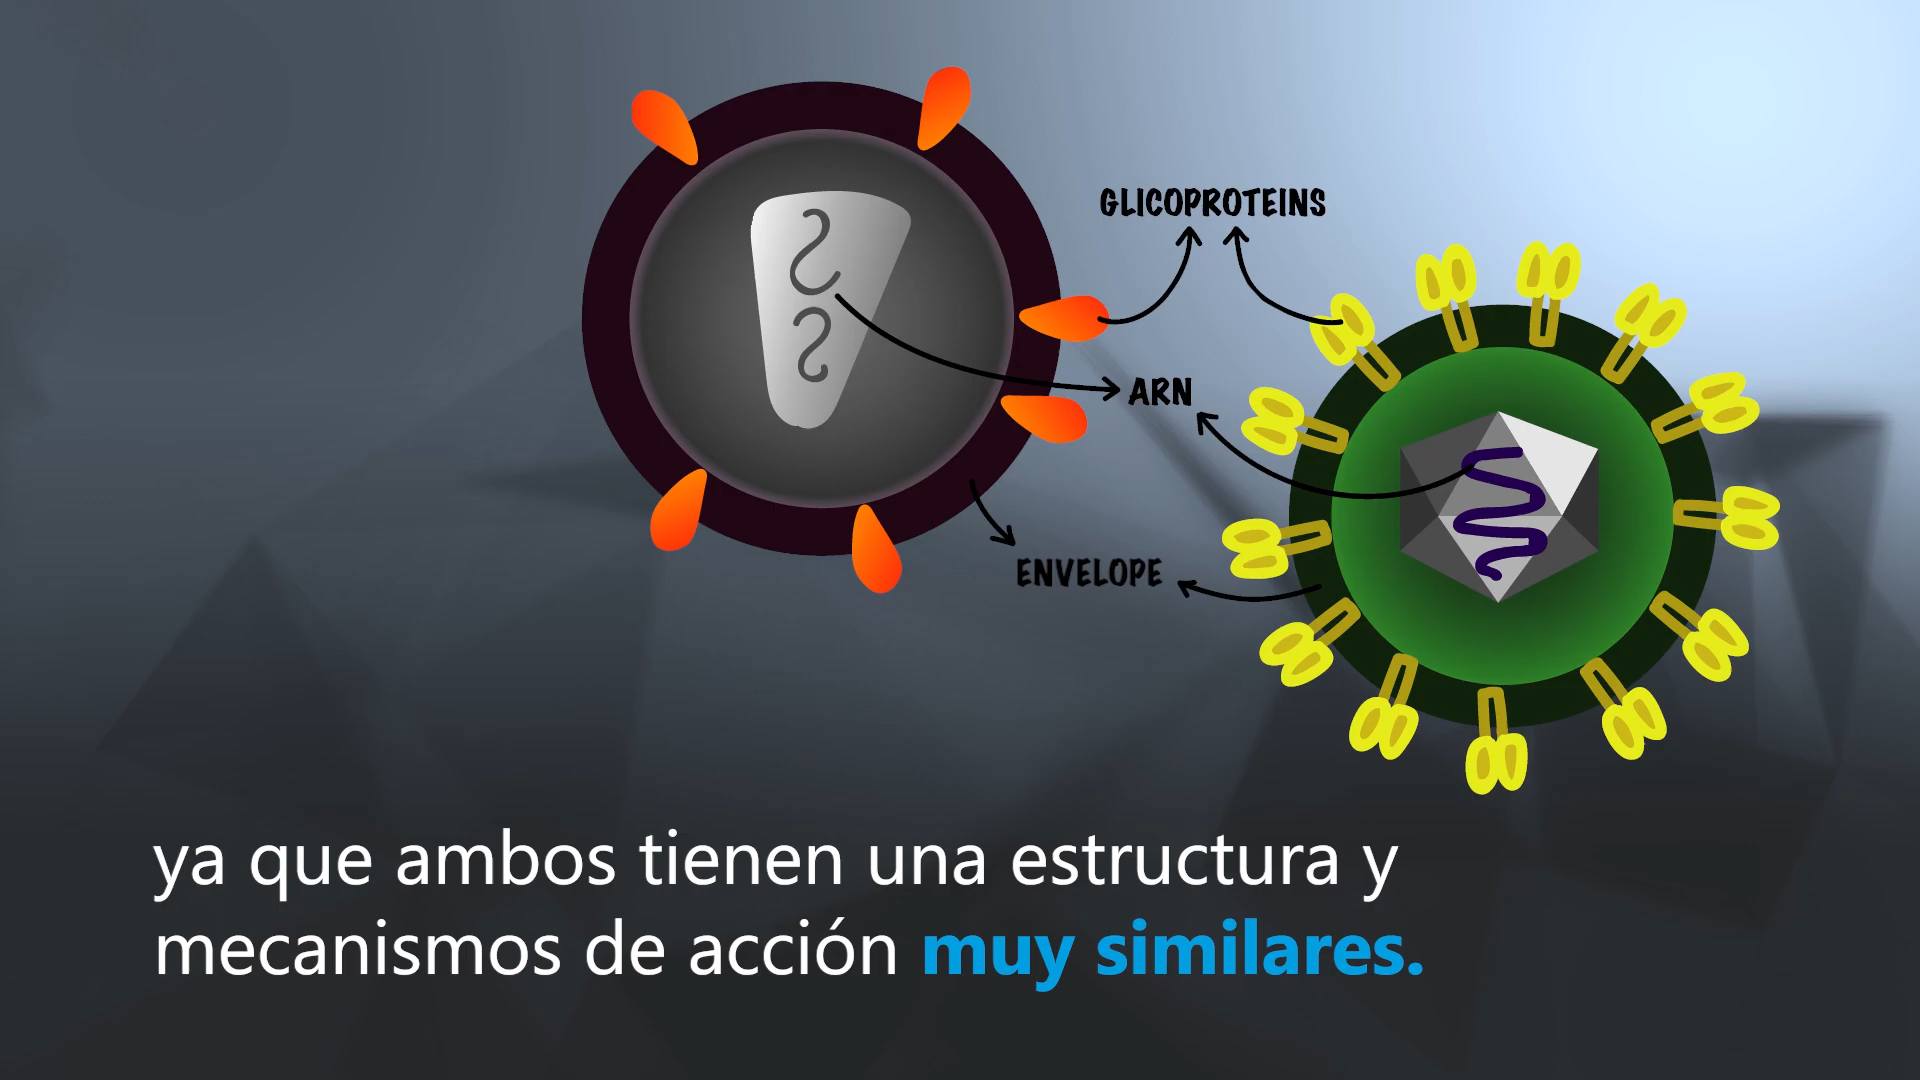 GLICOPROTEINS
ARN
ENVELOPE
ya que ambos tienen una estructura y
mecanismos de acción muy similares.